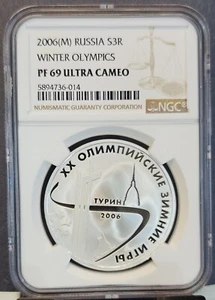 2006(M) RUSSIA S3R
WINTER OLYMPICS
PF 69 ULTRA CAMEO
5894736-014
NUMISMATIC GUARANTY CORPORATION
NGC
XX ОЛИМПИЙСКИЕ ЗИМНИЕ ИГРЫ
ТУРИН
2006